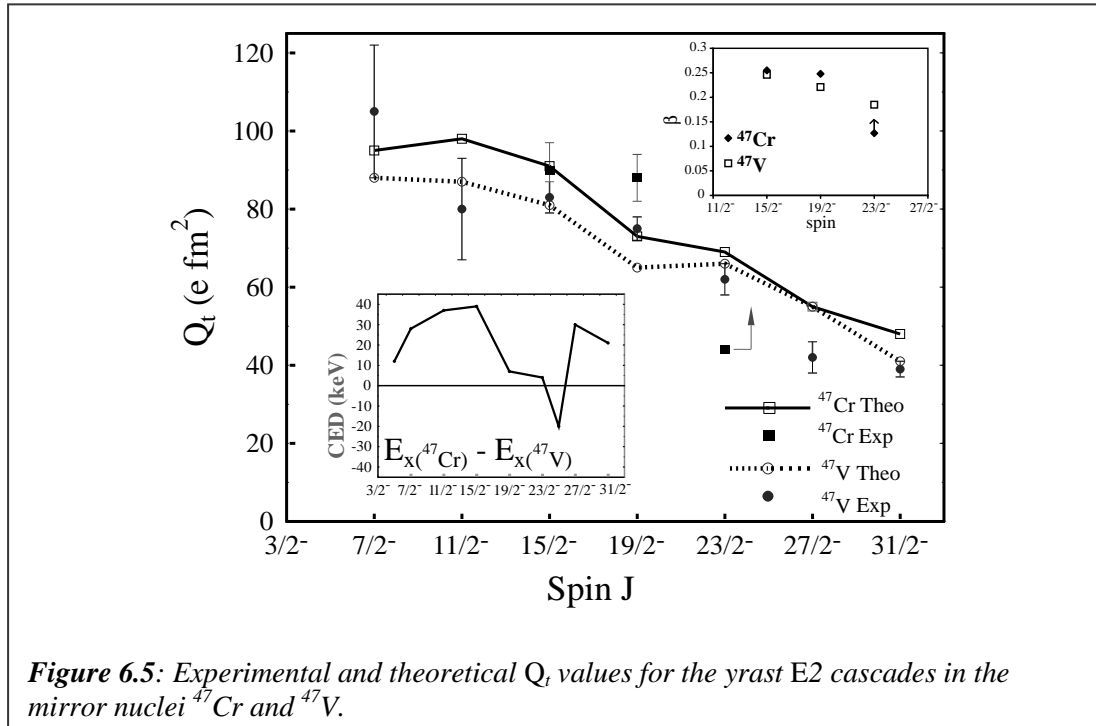 120
100
80
60
40
20
0
Q_t (e fm^2)
3/2^- 7/2^- 11/2^- 15/2^- 19/2^- 23/2^- 27/2^- 31/2^-
Spin J
0.3
0.25
0.2
0.15
0.1
0.05
0
β
^47Cr
^47V
11/2^- 15/2^- 19/2^- 23/2^- 27/2^-
spin
40
30
20
10
0
-10
-20
-30
-40
CED (keV)
E_x(^47Cr) - E_x(^47V)
3/2^- 7/2^- 11/2^- 15/2^- 19/2^- 23/2^- 27/2^- 31/2^-
^47Cr Theo
^47Cr Exp
^47V Theo
^47V Exp
Figure 6.5: Experimental and theoretical Q_t values for the yrast E2 cascades in the
mirror nuclei ^47Cr and ^47V.